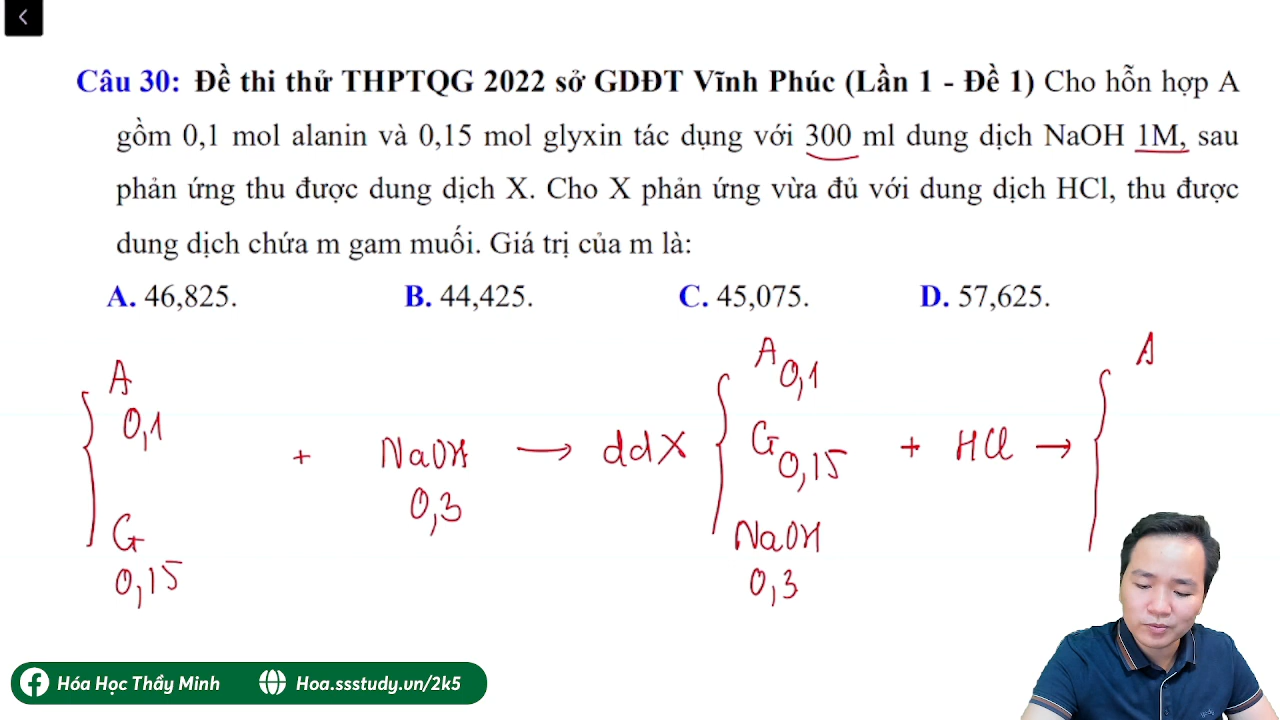 Câu 30: Đề thi thử THPTQG 2022 sở GDĐT Vĩnh Phúc (Lần 1 - Đề 1) Cho hỗn hợp A
gồm 0,1 mol alanin và 0,15 mol glyxin tác dụng với 300 ml dung dịch NaOH 1M, sau
phản ứng thu được dung dịch X. Cho X phản ứng vừa đủ với dung dịch HCl, thu được
dung dịch chứa m gam muối. Giá trị của m là:
A. 46,825. B. 44,425. C. 45,075. D. 57,625.
A 0,1
G 0,15
+ NaOH 0,3
→ ddX
A 0,1
G 0,15
NaOH 0,3
+ HCl →
A
Hóa Học Thầy Minh Hoa.ssstudy.vn/2k5